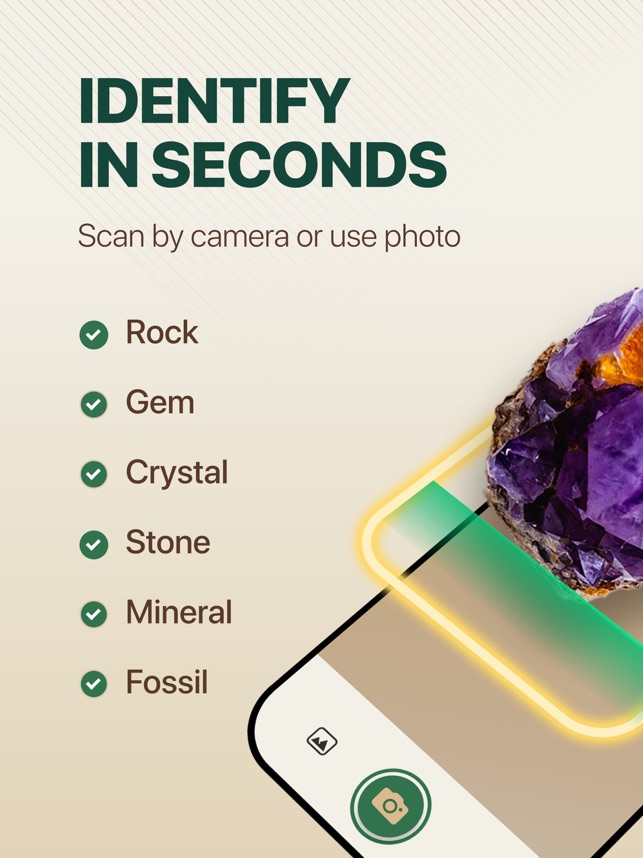 IDENTIFY
IN SECONDS
Scan by camera or use photo
Rock
Gem
Crystal
Stone
Mineral
Fossil